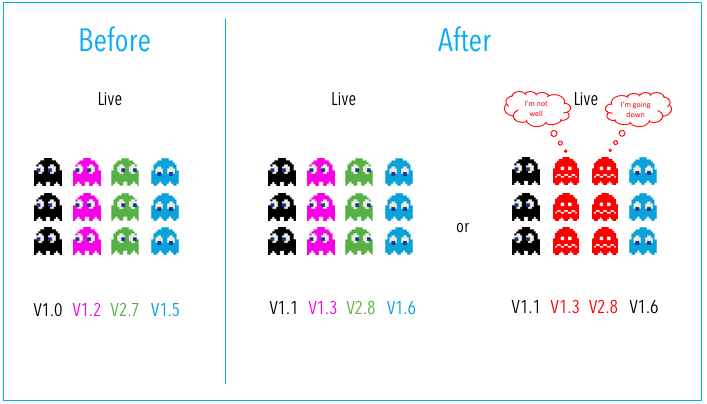 Before
After
Live
Live
Live
I'm not
well
I'm going
down
or
V1.0 V1.2 V2.7 V1.5
V1.1 V1.3 V2.8 V1.6
V1.1 V1.3 V2.8 V1.6